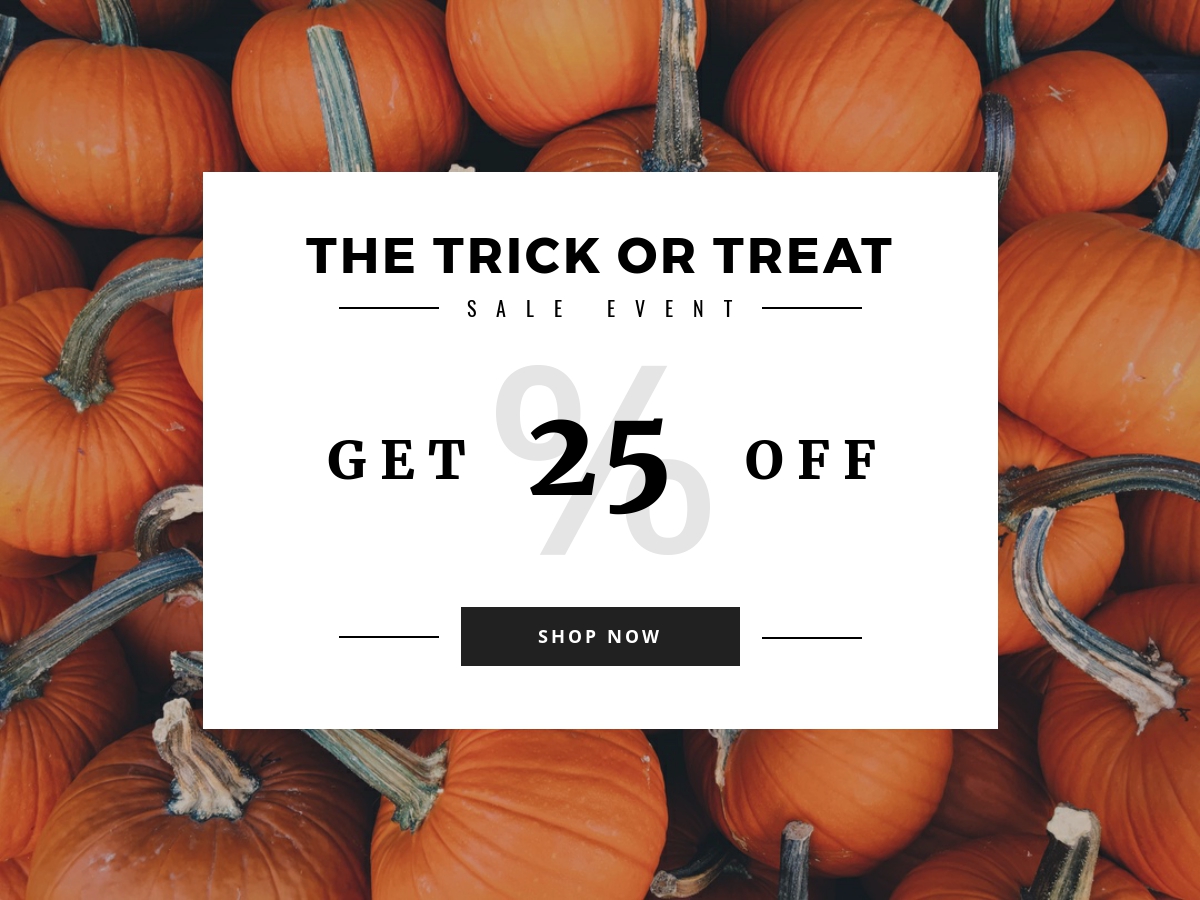 THE TRICK OR TREAT
SALE EVENT
GET 25% OFF
SHOP NOW